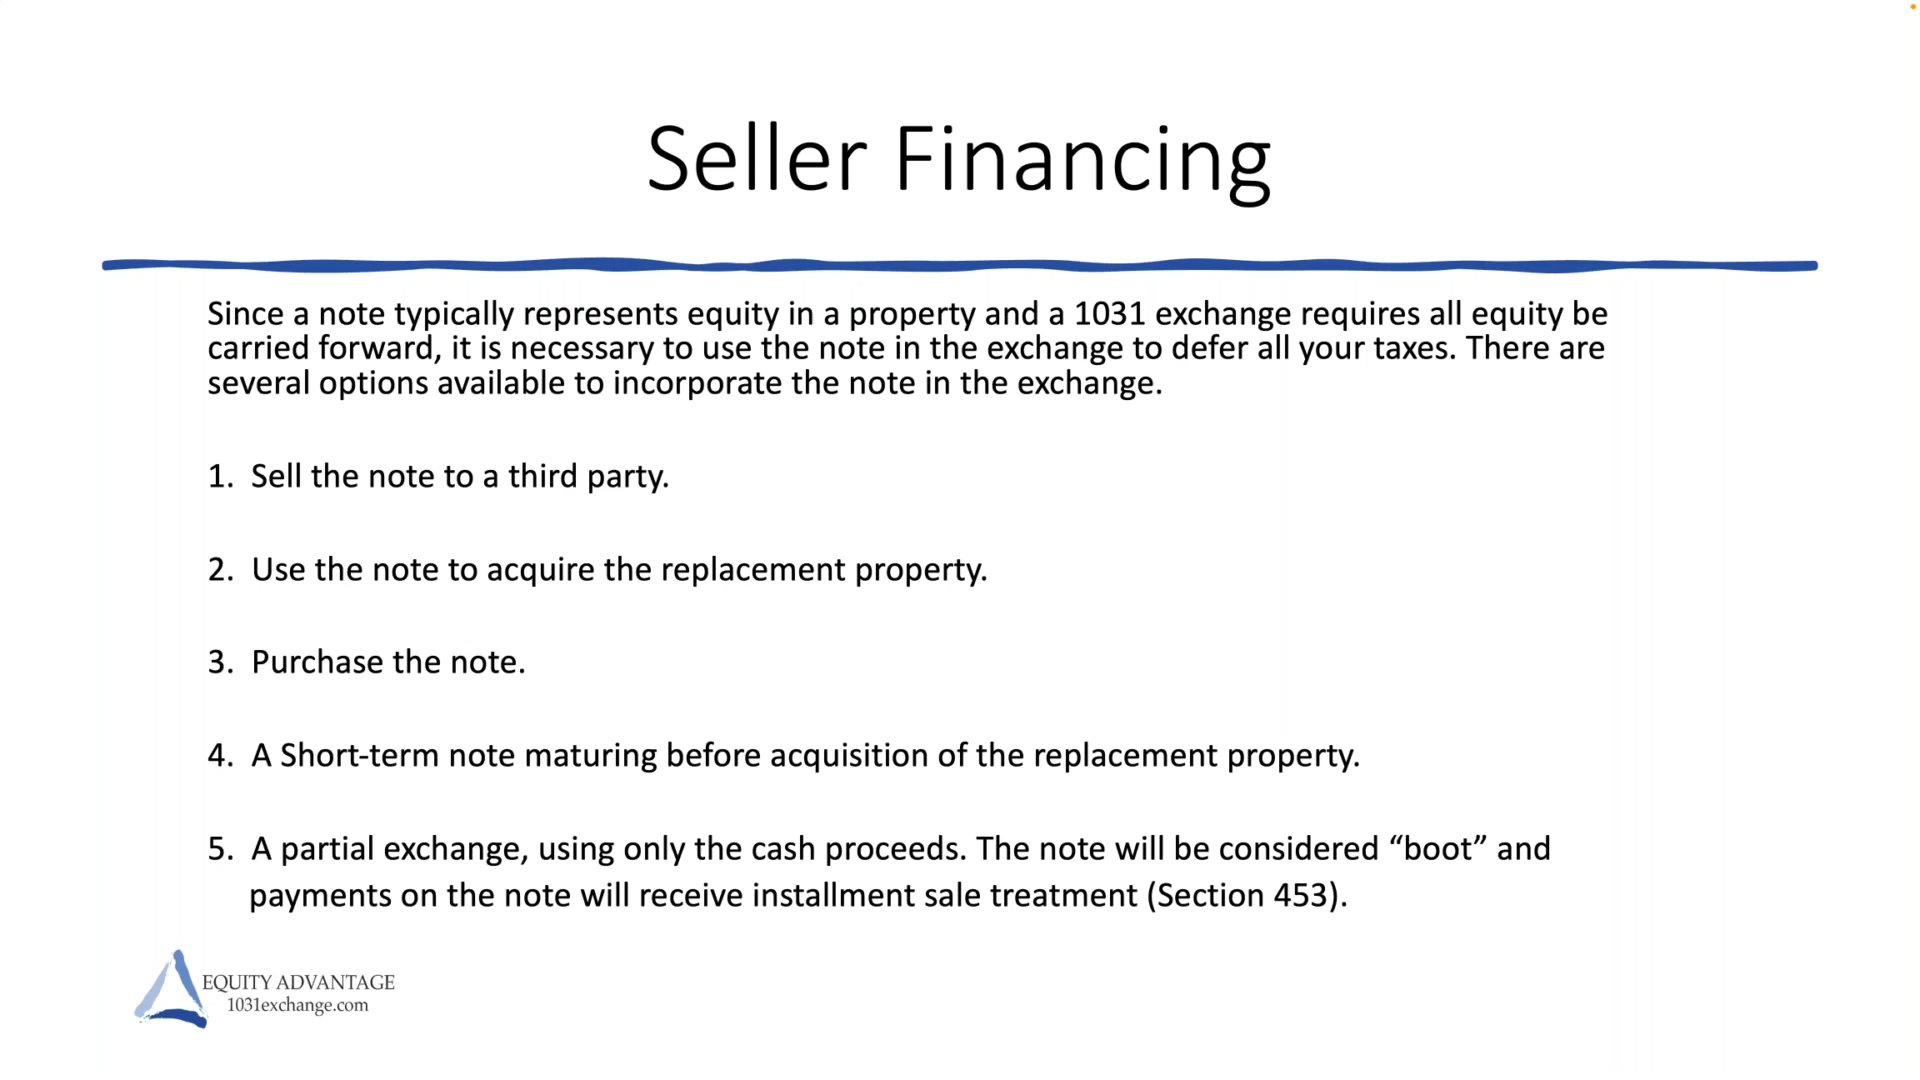 Seller Financing
Since a note typically represents equity in a property and a 1031 exchange requires all equity be
carried forward, it is necessary to use the note in the exchange to defer all your taxes. There are
several options available to incorporate the note in the exchange.
1. Sell the note to a third party.
2. Use the note to acquire the replacement property.
3. Purchase the note.
4. A Short-term note maturing before acquisition of the replacement property.
5. A partial exchange, using only the cash proceeds. The note will be considered “boot” and
payments on the note will receive installment sale treatment (Section 453).
EQUITY ADVANTAGE
1031exchange.com